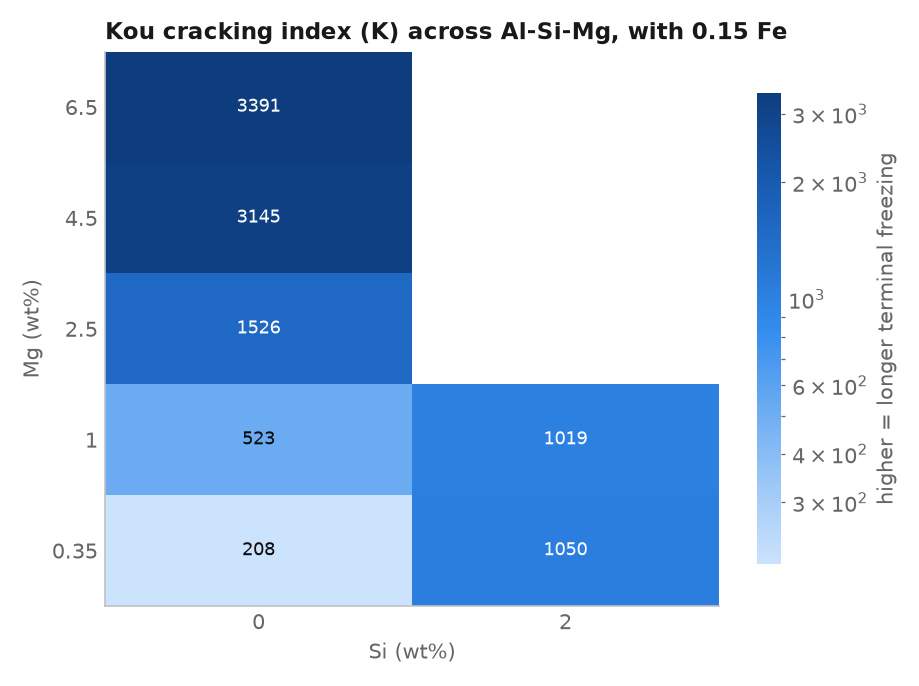 Kou cracking index (K) across Al-Si-Mg, with 0.15 Fe
6.5
4.5
2.5
1
0.35
Mg (wt%)
3391
3145
1526
523
1019
208
1050
0
2
Si (wt%)
3 × 10³
2 × 10³
10³
6 × 10²
4 × 10²
3 × 10²
higher = longer terminal freezing